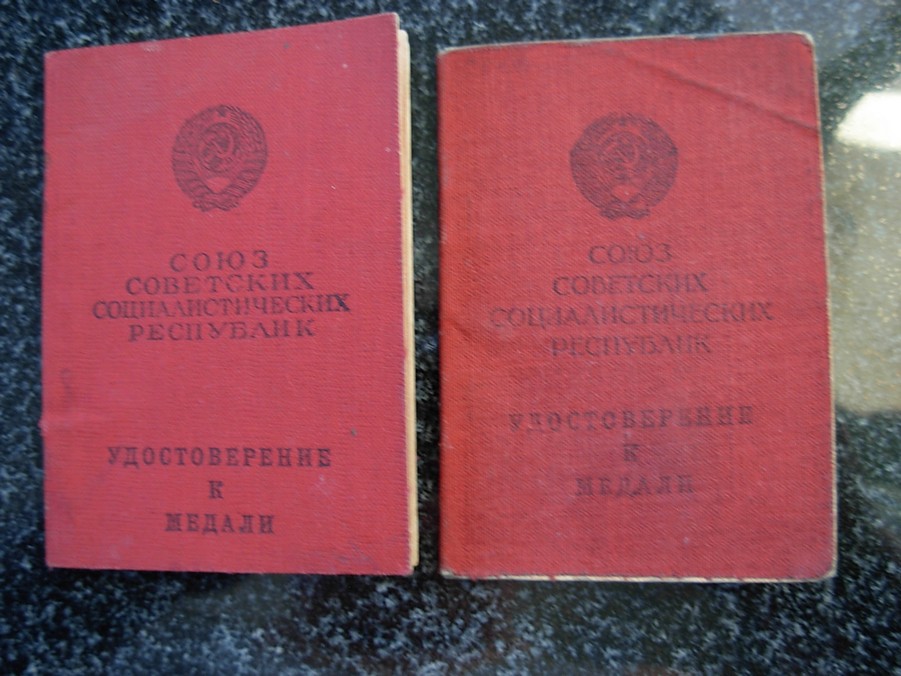 СОЮЗ
СОВЕТСКИХ
СОЦИАЛИСТИЧЕСКИХ
РЕСПУБЛИК
УДОСТОВЕРЕНИЕ
К
МЕДАЛИ
СОЮЗ
СОВЕТСКИХ
СОЦИАЛИСТИЧЕСКИХ
РЕСПУБЛИК
УДОСТОВЕРЕНИЕ
К
МЕДАЛИ